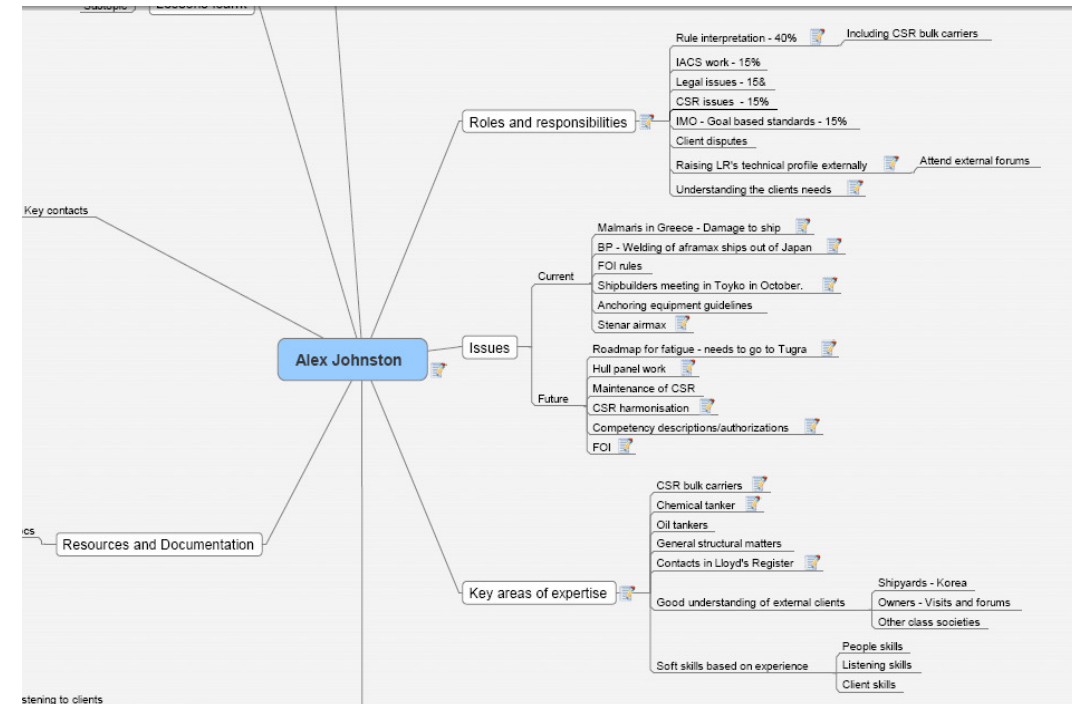 Subtopic
Lessons learnt
Rule interpretation - 40%
Including CSR bulk carriers
IACS work - 15%
Legal issues - 15&
CSR issues - 15%
Roles and responsibilities
IMO - Goal based standards - 15%
Client disputes
Raising LR's technical profile externally
Attend external forums
Understanding the clients needs
Key contacts
Malmaris in Greece - Damage to ship
BP - Welding of aframax ships out of Japan
FOI rules
Current
Shipbuilders meeting in Toyko in October.
Anchoring equipment guidelines
Stenar airmax
Issues
Alex Johnston
Roadmap for fatigue - needs to go to Tugra
Hull panel work
Maintenance of CSR
Future
CSR harmonisation
Competency descriptions/authorizations
FOI
CSR bulk carriers
Chemical tanker
Oil tankers
ocs
Resources and Documentation
General structural matters
Contacts in Lloyd's Register
Key areas of expertise
Good understanding of external clients
Shipyards - Korea
Owners - Visits and forums
Other class societies
Soft skills based on experience
People skills
Listening skills
Client skills
stening to clients